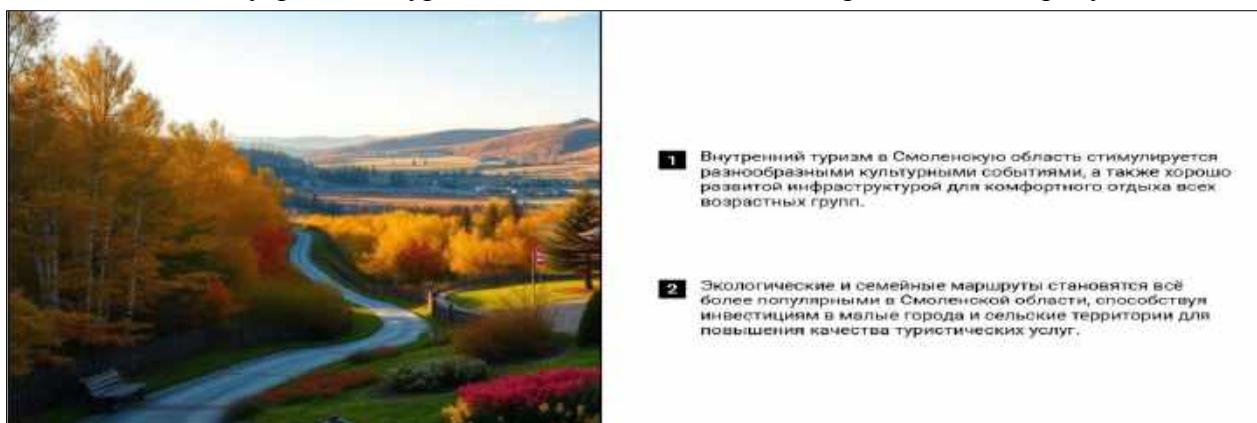 1 Внутренний туризм в Смоленскую область стимулируется
разнообразными культурными событиями, а также хорошо
развитой инфраструктурой для комфортного отдыха всех
возрастных групп.
2 Экологические и семейные маршруты становятся всё
более популярными в Смоленской области, способствуя
инвестициям в малые города и сельские территории для
повышения качества туристических услуг.